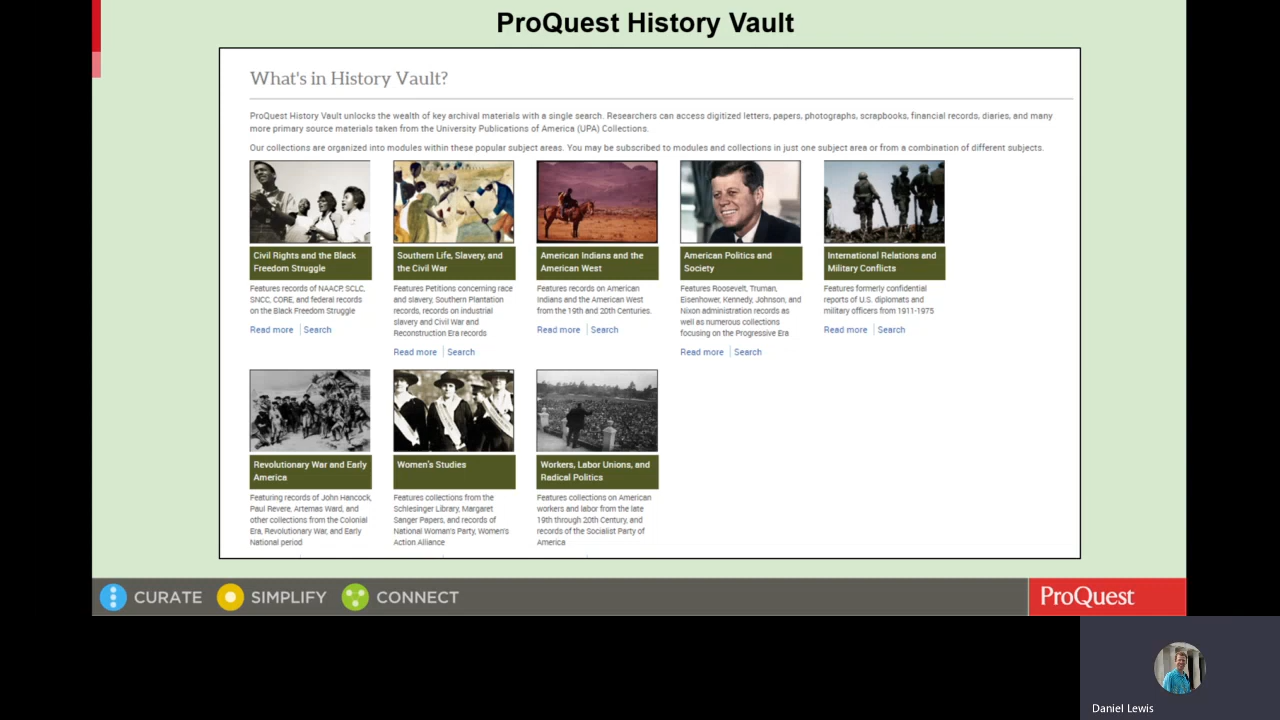 ProQuest History Vault
What's in History Vault?
ProQuest History Vault unlocks the wealth of key archival materials with a single search. Researchers can access digitized letters, papers, photographs, scrapbooks, financial records, diaries, and many
more primary source materials taken from the University Publications of America (UPA) Collections.
Our collections are organized into modules within these popular subject areas. You may be subscribed to modules and collections in just one subject area or from a combination of different subjects.
Civil Rights and the Black
Freedom Struggle
Features records of NAACP, SCLC,
SNCC, CORE, and federal records
on the Black Freedom Struggle
Read more | Search
Southern Life, Slavery, and
the Civil War
Features Petitions concerning race
and slavery, Southern Plantation
records, records on industrial
slavery and Civil War and
Reconstruction Era records
Read more | Search
American Indians and the
American West
Features records on American
Indians and the American West
from the 19th and 20th Centuries.
Read more | Search
American Politics and
Society
Features Roosevelt, Truman,
Eisenhower, Kennedy, Johnson, and
Nixon administration records as
well as numerous collections
focusing on the Progressive Era
Read more | Search
International Relations and
Military Conflicts
Features formerly confidential
reports of U.S. diplomats and
military officers from 1911-1975
Read more | Search
Revolutionary War and Early
America
Featuring records of John Hancock,
Paul Revere, Artemas Ward, and
other collections from the Colonial
Era, Revolutionary War, and Early
National period
Women's Studies
Features collections from the
Schlesinger Library, Margaret
Sanger Papers, and records of
National Woman's Party, Women's
Action Alliance
Workers, Labor Unions, and
Radical Politics
Features collections on American
workers and labor from the late
19th through 20th Century, and
records of the Socialist Party of
America
CURATE SIMPLIFY CONNECT
ProQuest
Daniel Lewis